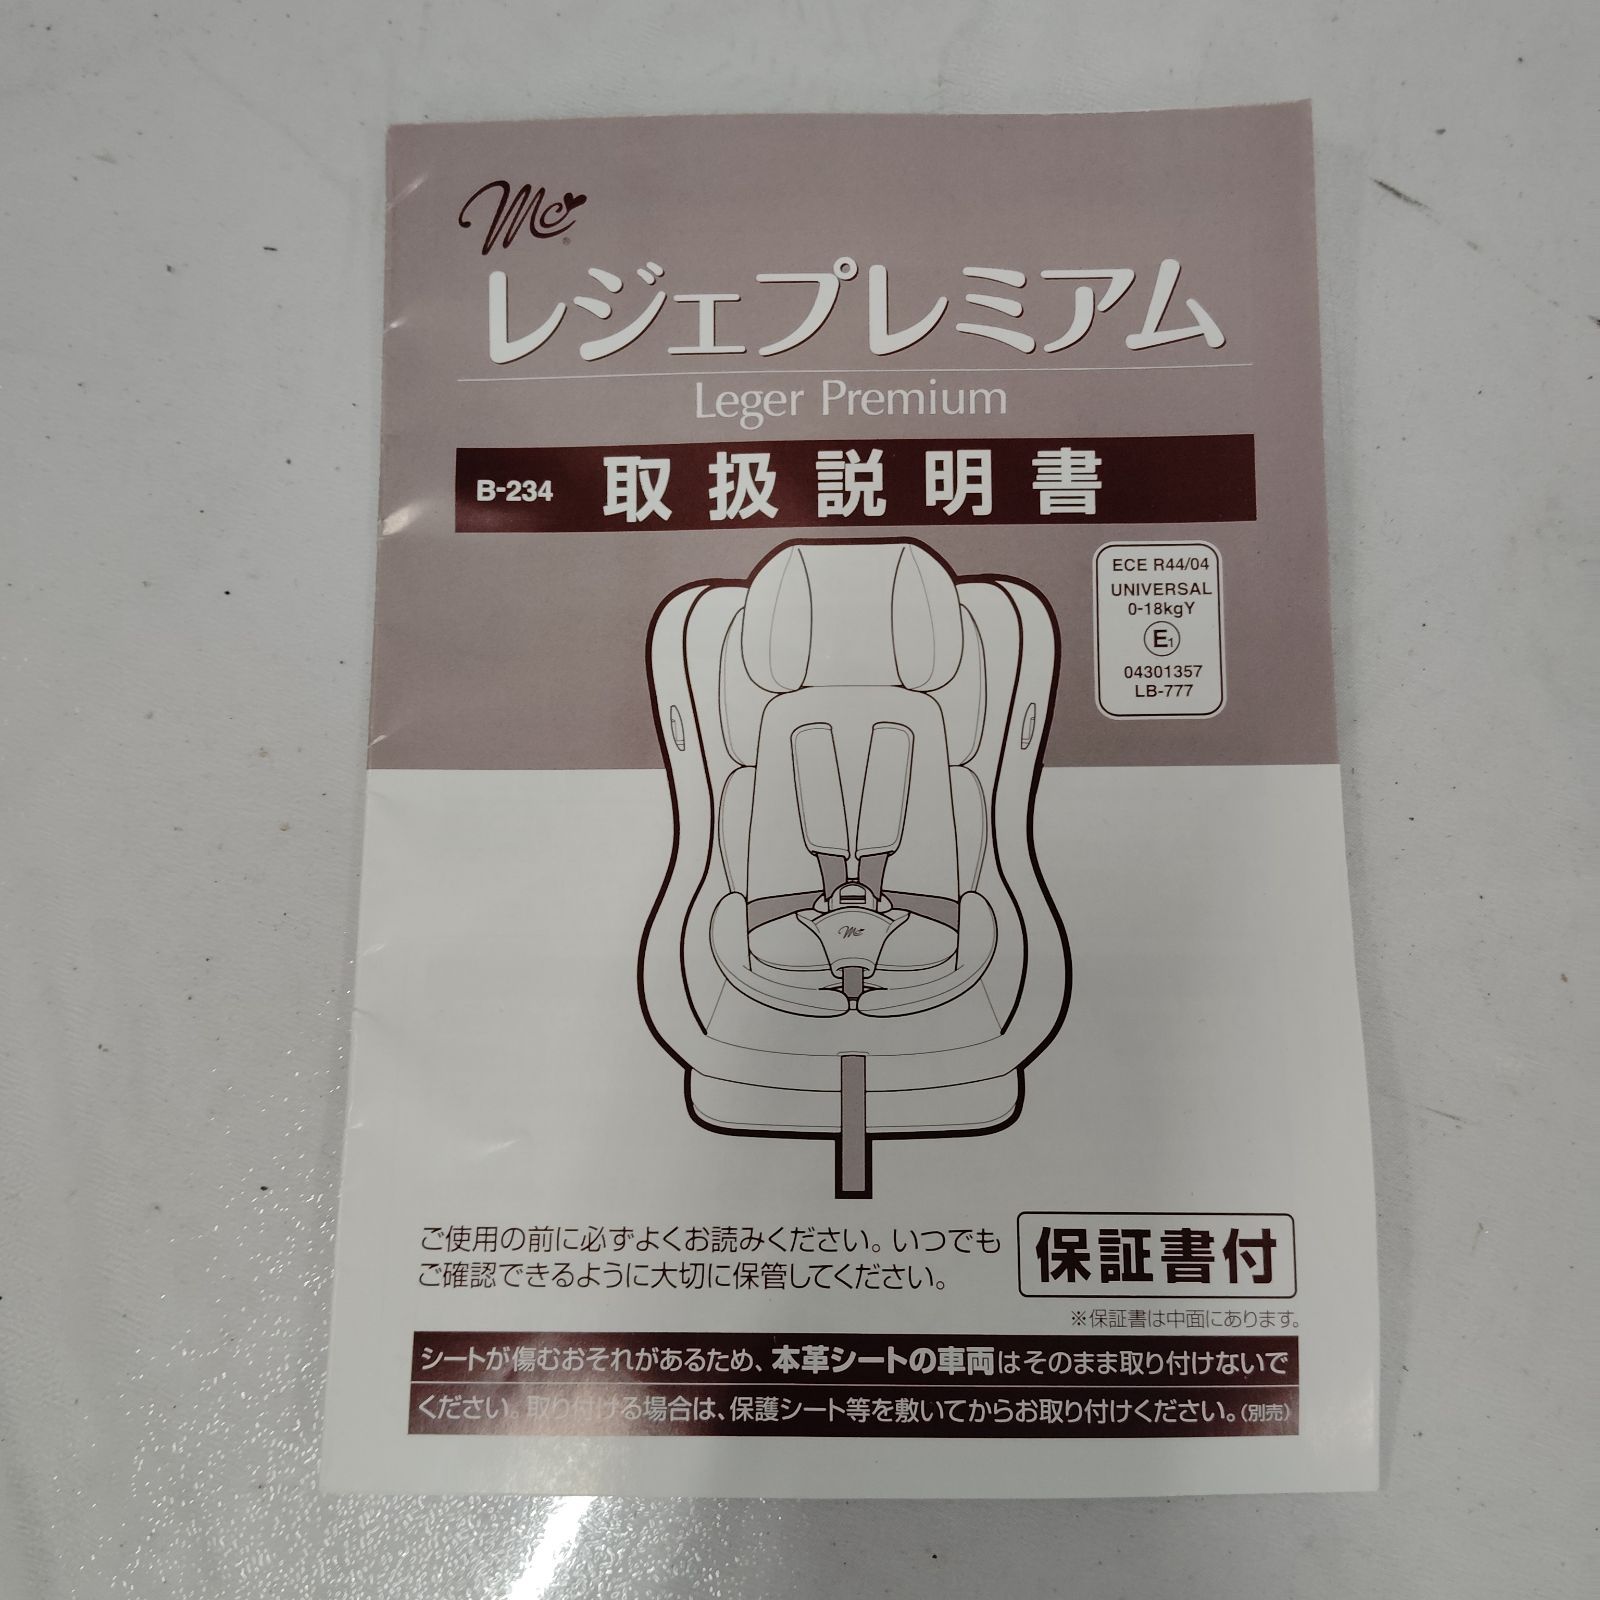 mc
レジェプレミアム
Leger Premium
B-234 取扱説明書
ECE R44/04
UNIVERSAL
0-18kgY
E1
04301357
LB-777
mc
ご使用の前に必ずよくお読みください。いつでも
ご確認できるように大切に保管してください。
保証書付
※保証書は中面にあります。
シートが傷むおそれがあるため、本革シートの車両はそのまま取り付けないで
ください。取り付ける場合は、保護シート等を敷いてからお取り付けください。(別売)